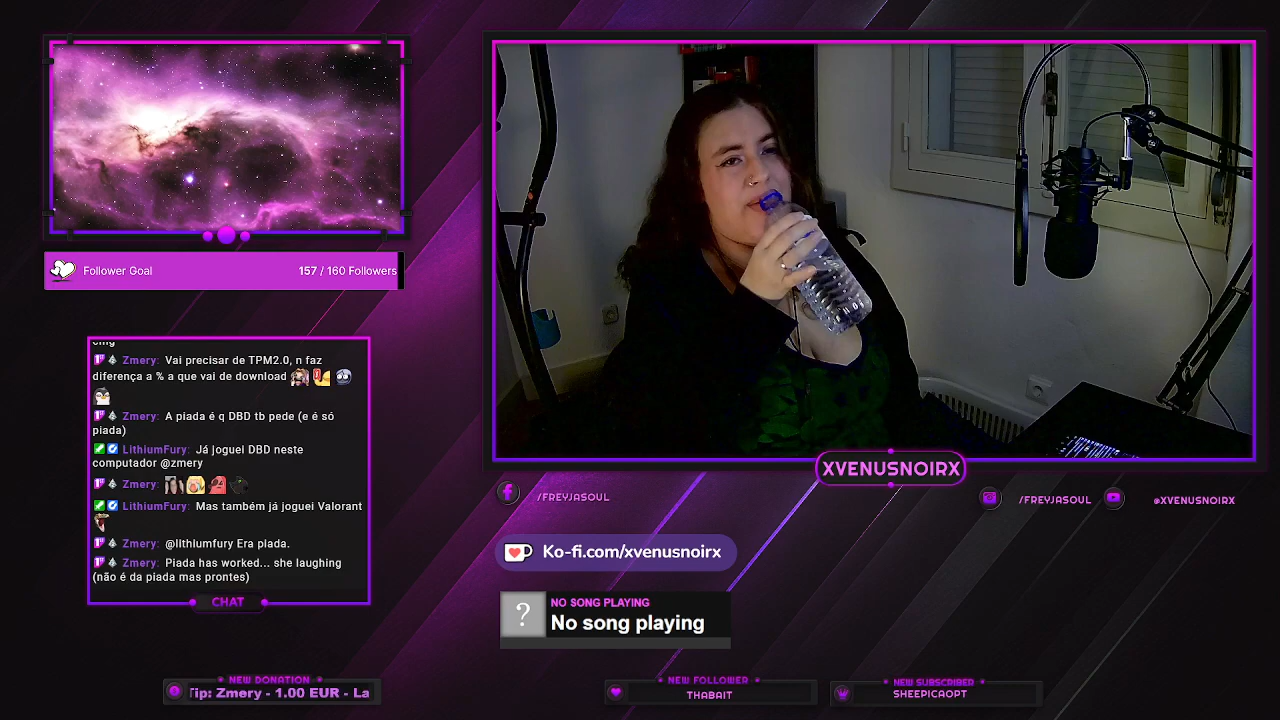 Follower Goal
157 / 160 Followers
Zmery: Vai precisar de TPM2.0, n faz
diferença a % a que vai de download
Zmery: A piada é q DBD tb pede (e é só
piada)
LithiumFury: Já joguei DBD neste
computador @zmery
Zmery:
LithiumFury: Mas também já joguei Valorant
Zmery: @lithiumfury Era piada.
Zmery: Piada has worked... she laughing
(não é da piada mas prontes)
CHAT
XVENUSNOIRX
/FREYJASOUL
/FREYJASOUL
@XVENUSNOIRX
Ko-fi.com/xvenusnoirx
?
NO SONG PLAYING
No song playing
NEW DONATION
Tip: Zmery - 1.00 EUR - La
NEW FOLLOWER
THABAIT
NEW SUBSCRIBER
SHEEPICAOPT